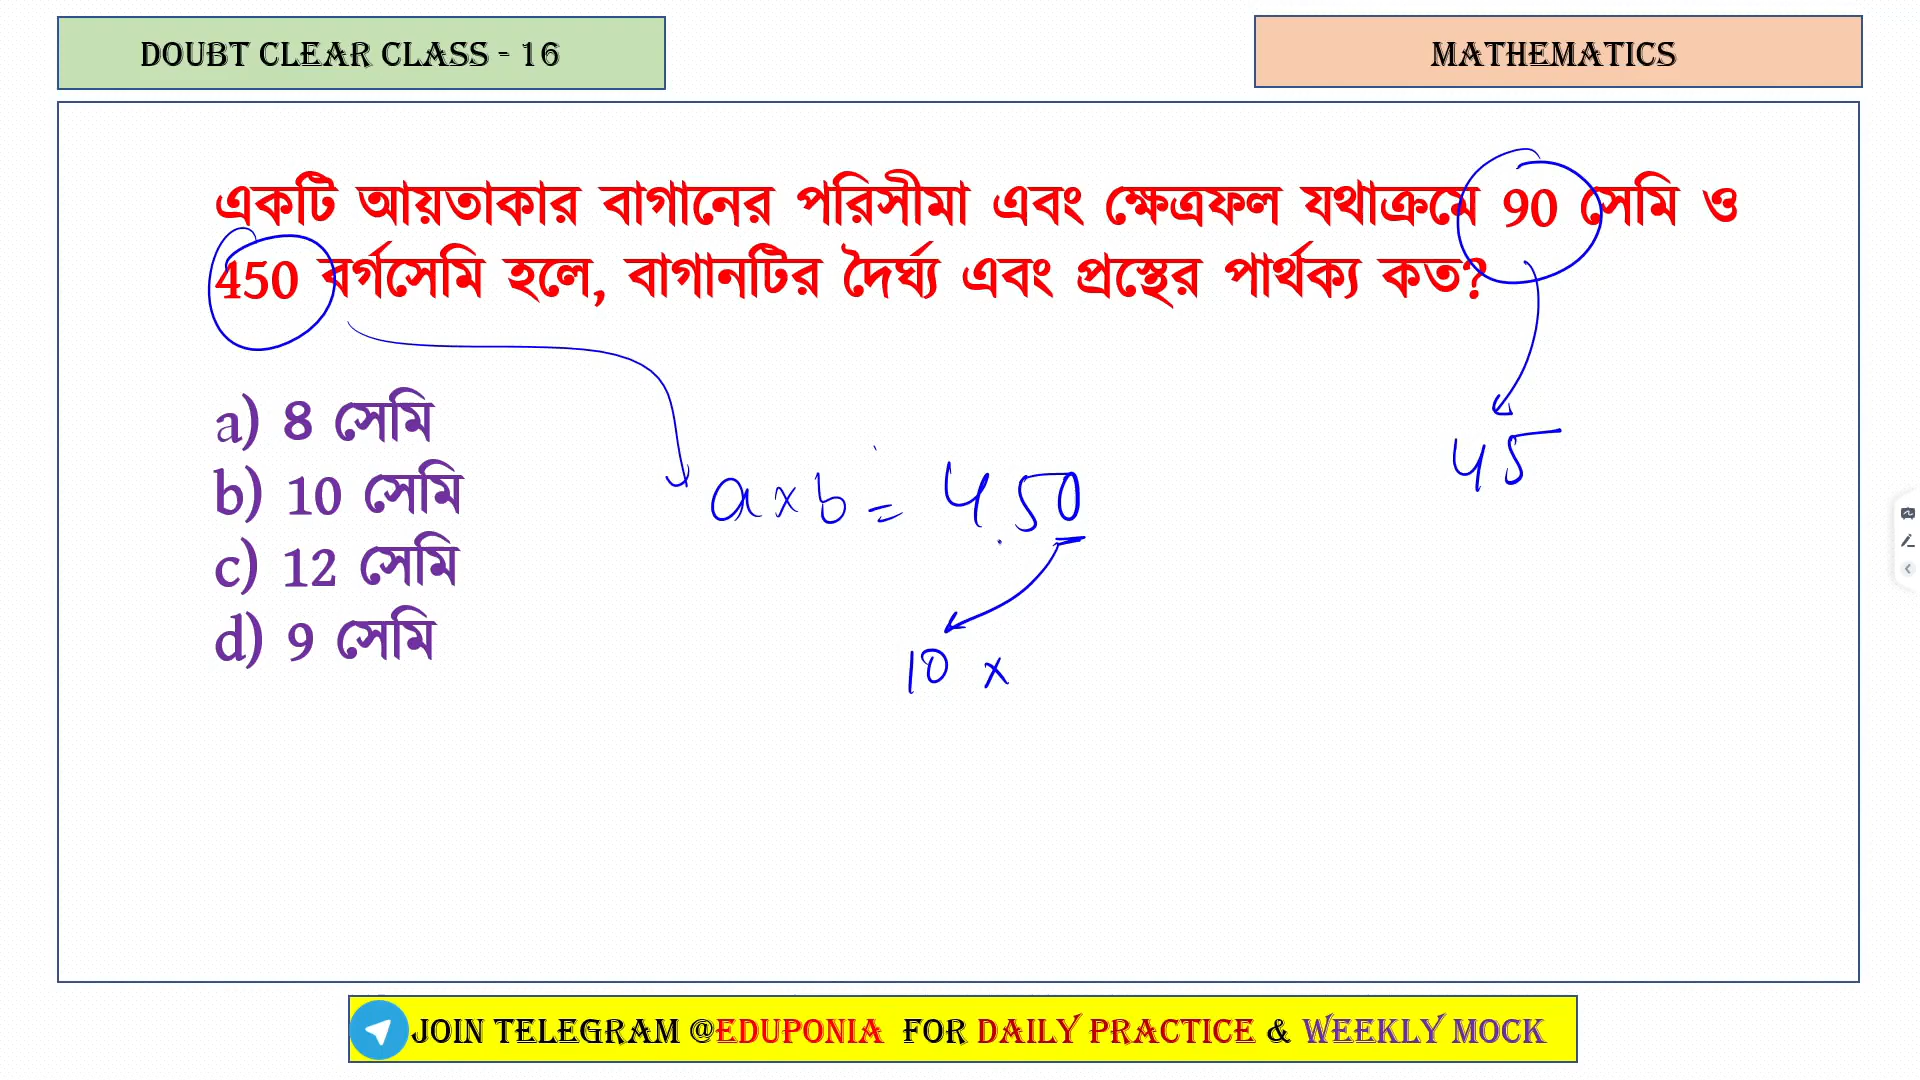 DOUBT CLEAR CLASS - 16
MATHEMATICS
একটি আয়তাকার বাগানের পরিসীমা এবং ক্ষেত্রফল যথাক্রমে 90 সেমি ও
450 বর্গসেমি হলে, বাগানটির দৈর্ঘ্য এবং প্রস্থের পার্থক্য কত?
a) 8 সেমি
b) 10 সেমি
c) 12 সেমি
d) 9 সেমি
45
a x b = 450
10 x
JOIN TELEGRAM @EDUPONIA FOR DAILY PRACTICE & WEEKLY MOCK